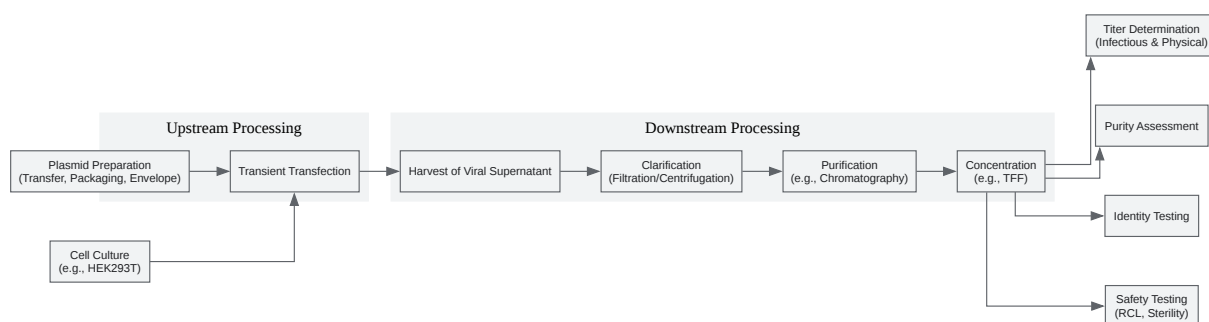 Titer Determination
(Infectious & Physical)
Purity Assessment
Upstream Processing
Downstream Processing
Plasmid Preparation
(Transfer, Packaging, Envelope)
Transient Transfection
Harvest of Viral Supernatant
Clarification
(Filtration/Centrifugation)
Purification
(e.g., Chromatography)
Concentration
(e.g., TFF)
Identity Testing
Cell Culture
(e.g., HEK293T)
Safety Testing
(RCL, Sterility)